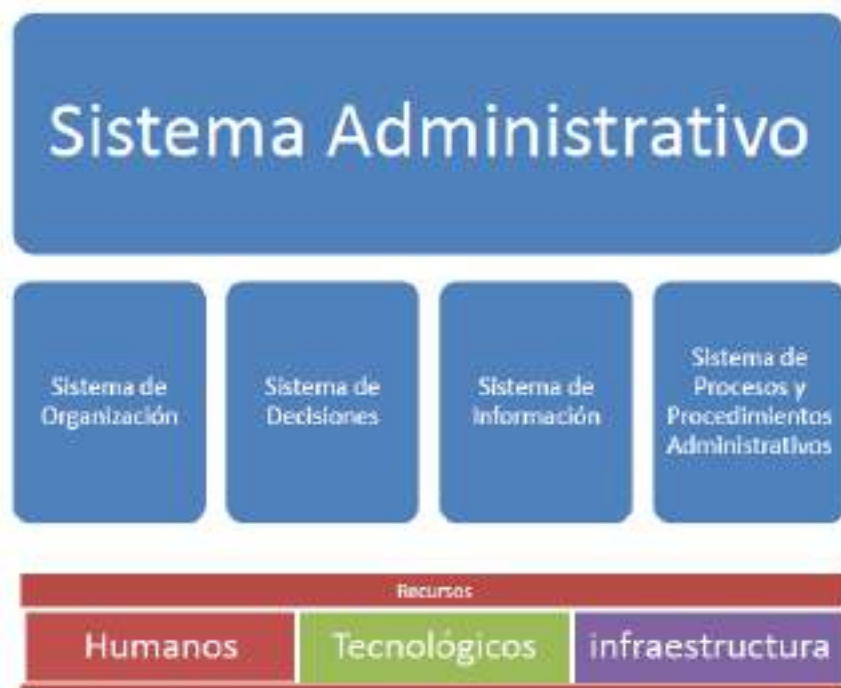 Sistema Administrativo
Sistema de
Organización
Sistema de
Decisiones
Sistema de
Información
Sistema de
Procesos y
Procedimientos
Administrativos
Recursos
Humanos
Tecnológicos
infraestructura